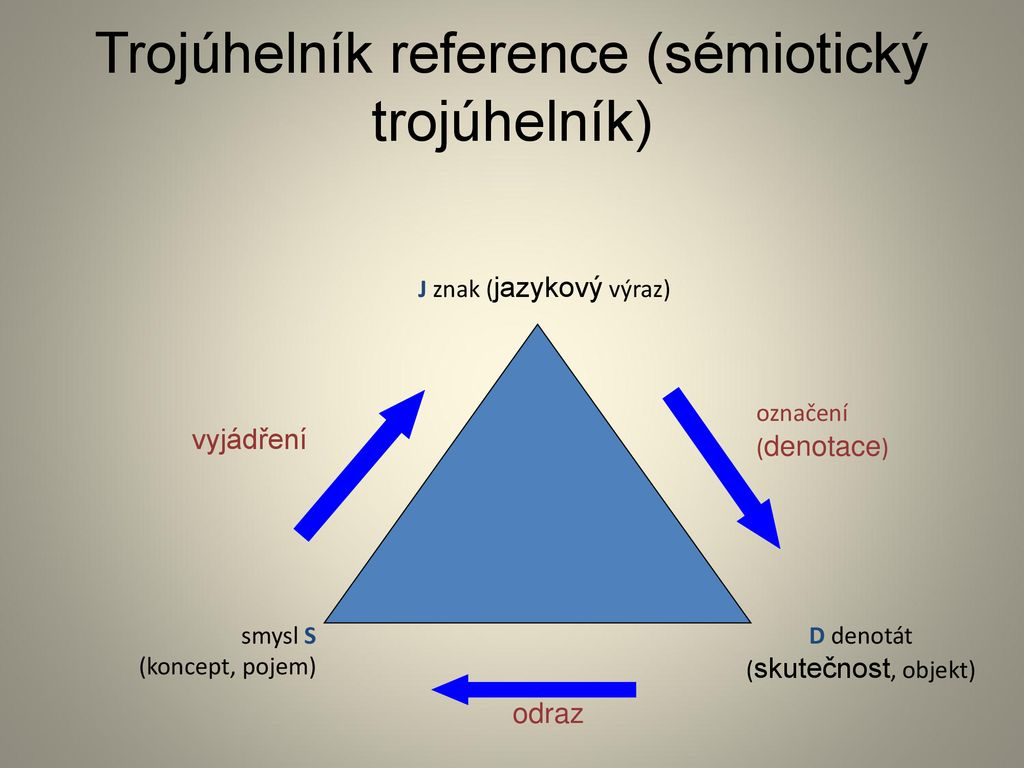 Trojúhelník reference (sémiotický
trojúhelník)
J znak (jazykový výraz)
označení
(denotace)
vyjádření
smysl S
(koncept, pojem)
D denotát
(skutečnost, objekt)
odraz